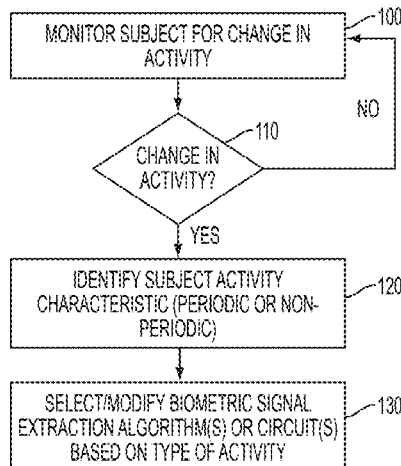 100
MONITOR SUBJECT FOR CHANGE IN
ACTIVITY
NO
110
CHANGE IN
ACTIVITY?
YES
IDENTIFY SUBJECT ACTIVITY
CHARACTERISTIC (PERIODIC OR NON-
PERIODIC)
120
SELECT/MODIFY BIOMETRIC SIGNAL
EXTRACTION ALGORITHM(S) OR CIRCUIT(S)
BASED ON TYPE OF ACTIVITY
130